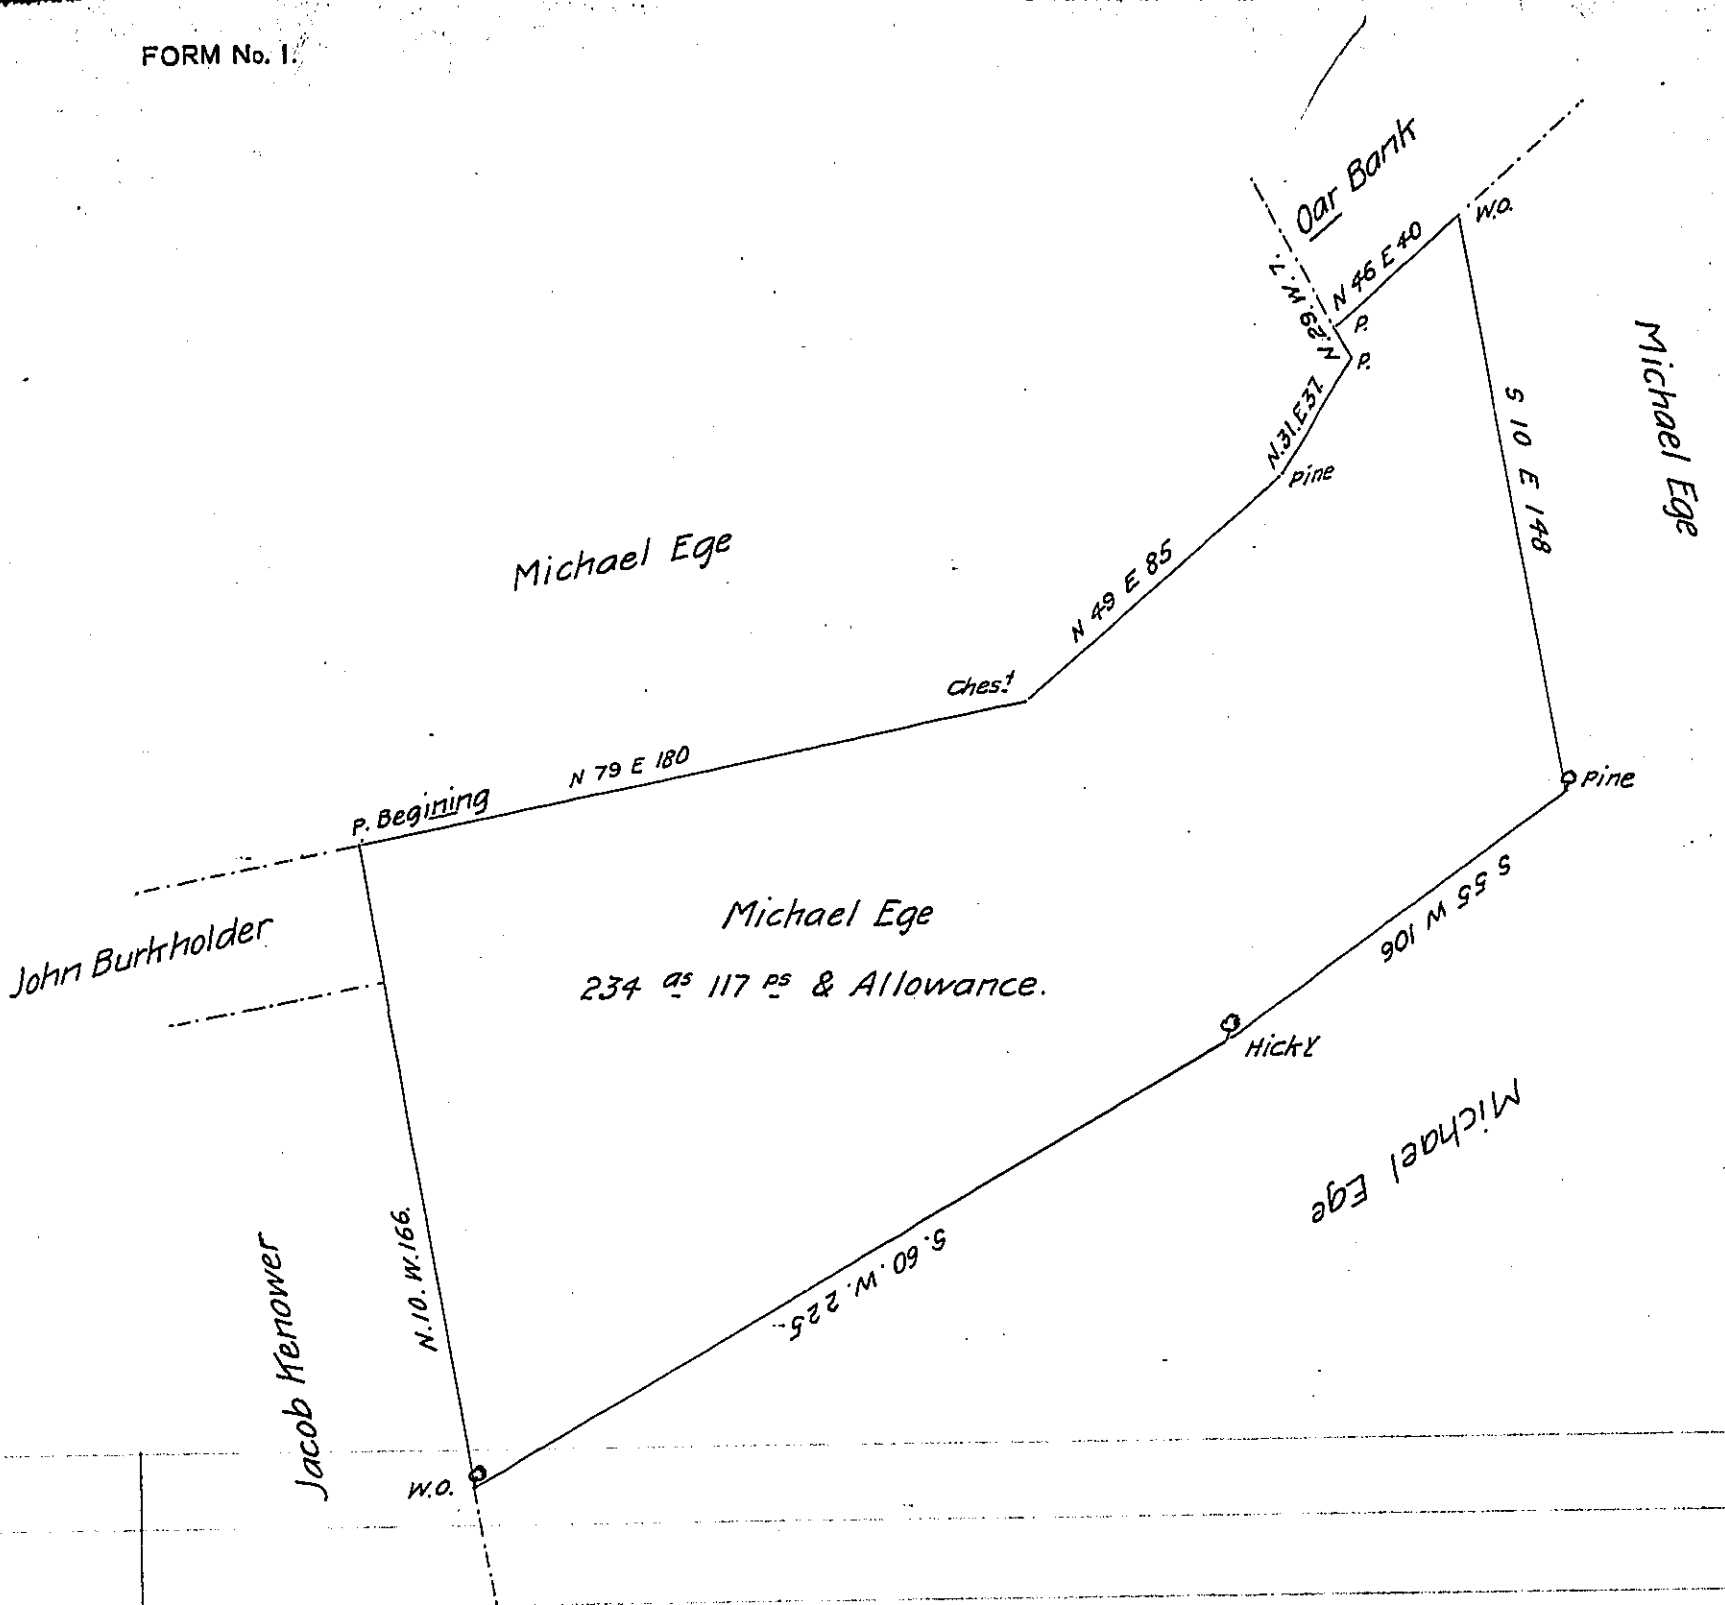 FORM No. 1.
Oar Bank
W.O.
N 46 E 40
N. 29. W. 7.
P.
P.
Michael Ege
N. 31. E 37.
S 10 E 148
Pine
Michael Ege
N 49 E 85
Ches.t
N 79 E 180
Pine
P. Begining
S 55 W 106
John Burkholder
Michael Ege
234 as 117 ps & Allowance.
Hicky
Michael Ege
N. 10. W. 166.
S. 60. W. 225.
Jacob Kenower
W.O.